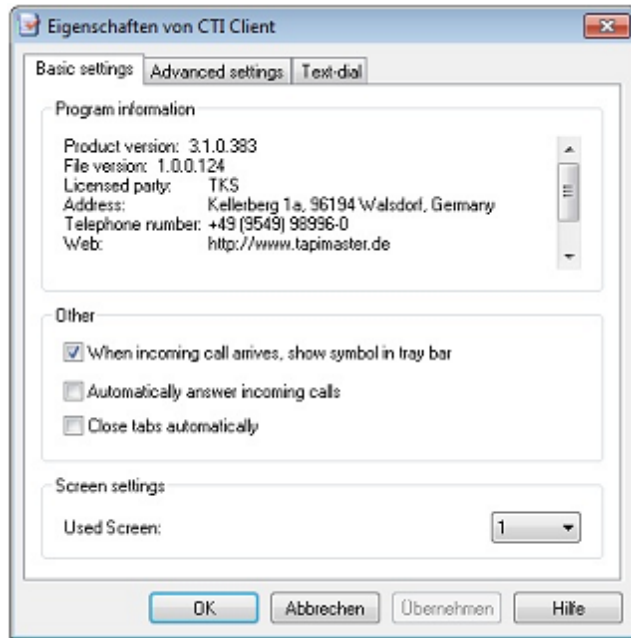 Eigenschaften von CTI Client
Basic settings Advanced settings Text-dial
Program information
Product version: 3.1.0.383
File version: 1.0.0.124
Licensed party: TKS
Address: Kellerberg 1a, 96194 Walsdorf, Germany
Telephone number: +49 (9549) 98996-0
Web: http://www.tapimaster.de
Other
When incoming call arrives, show symbol in tray bar
Automatically answer incoming calls
Close tabs automatically
Screen settings
Used Screen: 1
OK Abbrechen Übernehmen Hilfe